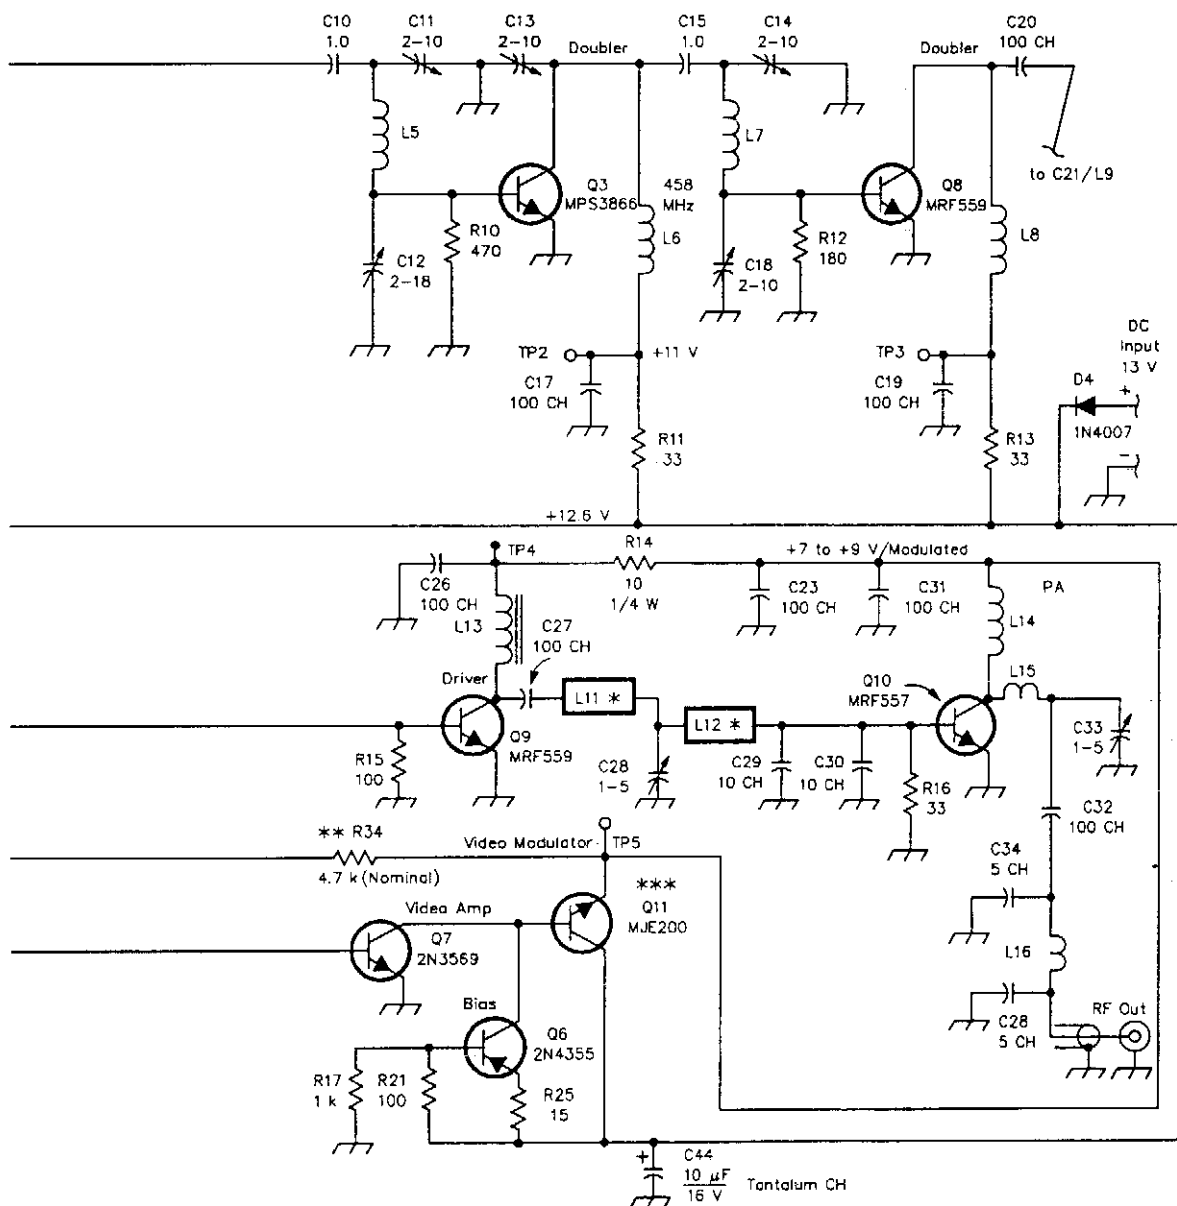 C10
1.0
C11
2-10
C13
2-10
Doubler
C15
1.0
C14
2-10
Doubler
C20
100 CH
L5
L7
to C21/L9
Q3
MPS3866
458
MHz
L6
Q8
MRF559
L8
R10
470
C12
2-18
R12
180
C18
2-10
TP2
+11 V
C17
100 CH
TP3
C19
100 CH
DC
Input
13 V
+
D4
1N4007
-
R11
33
R13
33
+12.6 V
TP4
R14
10
1/4 W
+7 to +9 V/Modulated
C26
100 CH
C23
100 CH
C31
100 CH
PA
L13
C27
100 CH
L14
Driver
L15
Q10
MRF557
L11 *
L12 *
Q9
MRF559
C33
1-5
R15
100
C28
1-5
C29
10 CH
C30
10 CH
R16
33
C32
100 CH
** R34
4.7 k (Nominal)
Video Modulator
TP5
C34
5 CH
***
Q11
MJE200
Video Amp
Q7
2N3569
L16
Bias
Q6
2N4355
C28
5 CH
RF Out
R17
1 k
R21
100
R25
15
+
C44
10 µF
16 V
Tantalum CH